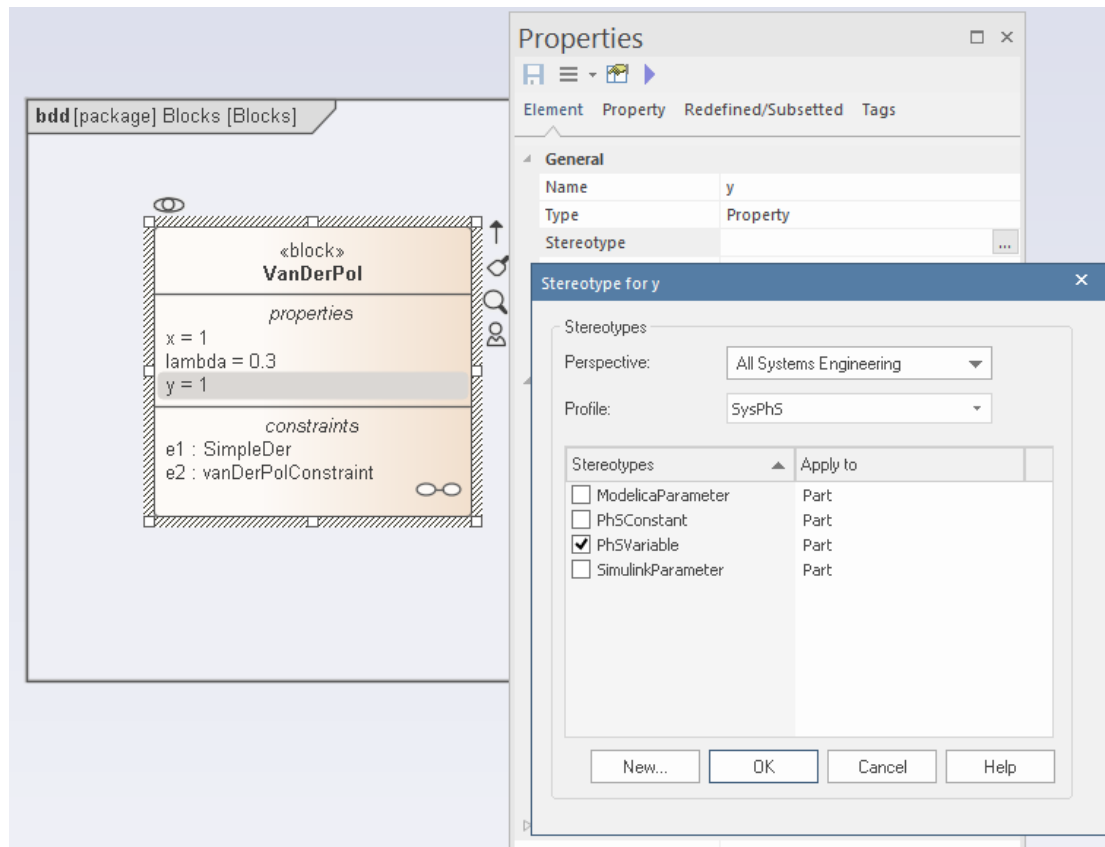 bdd [package] Blocks [Blocks]
«block»
VanDerPol
properties
x = 1
lambda = 0.3
y = 1
constraints
e1 : SimpleDer
e2 : vanDerPolConstraint
Properties
Element Property Redefined/Subsetted Tags
General
Name y
Type Property
Stereotype ...
Stereotype for y
Stereotypes
Perspective: All Systems Engineering
Profile: SysPhS
Stereotypes Apply to
ModelicaParameter Part
PhSConstant Part
PhSVariable Part
SimulinkParameter Part
New... OK Cancel Help